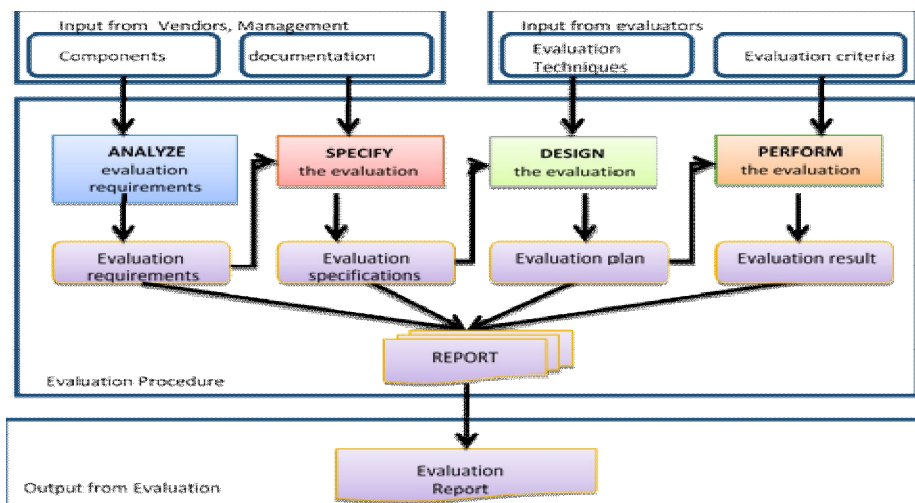 Input from Vendors, Management
Input from evaluators
Components
documentation
Evaluation
Techniques
Evaluation criteria
ANALYZE
evaluation
requirements
SPECIFY
the evaluation
DESIGN
the evaluation
PERFORM
the evaluation
Evaluation
requirements
Evaluation
specifications
Evaluation plan
Evaluation result
REPORT
Evaluation Procedure
Evaluation
Report
Output from Evaluation